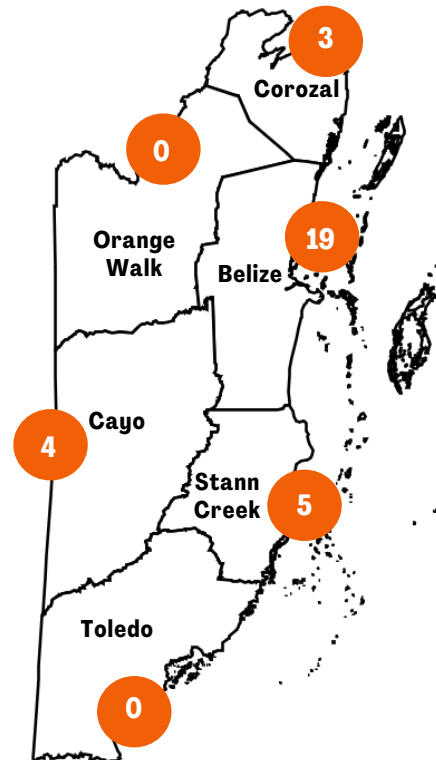 3
Corozal
0
19
Orange
Walk
Belize
4
Cayo
Stann
Creek
5
Toledo
0